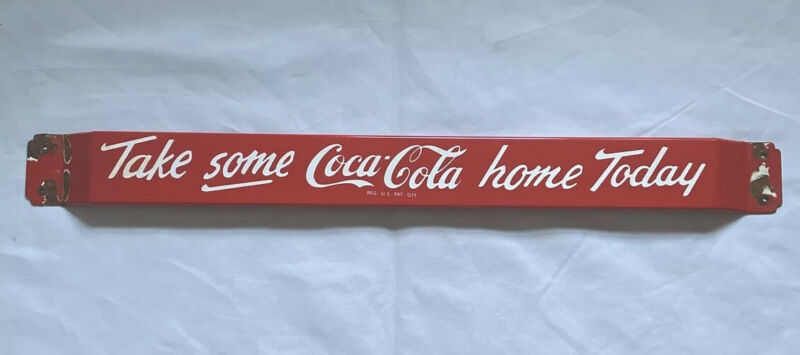 Take some Coca-Cola home Today
REG. U.S. PAT. OFF.